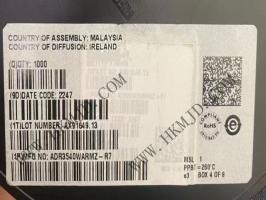 COUNTRY OF ASSEMBLY: MALAYSIA
COUNTRY OF DIFFUSION: IRELAND
(Q)QTY: 1000
(9D)DATE CODE: 2247
(1T)LOT NUMBER: AX91649.13
(1P)MFG NO: ADR3540WARMZ-R7
Compliant
RoHS
MSL 1
PPBT= 260°C
e3 BOX 4 OF 8
WWW.HKMJD.COM